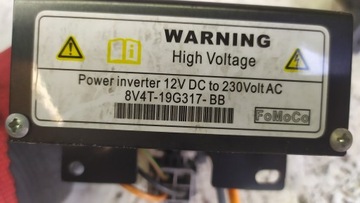 WARNING
High Voltage
Power inverter 12V DC to 230Volt AC
8V4T-19G317-BB
FoMoCo